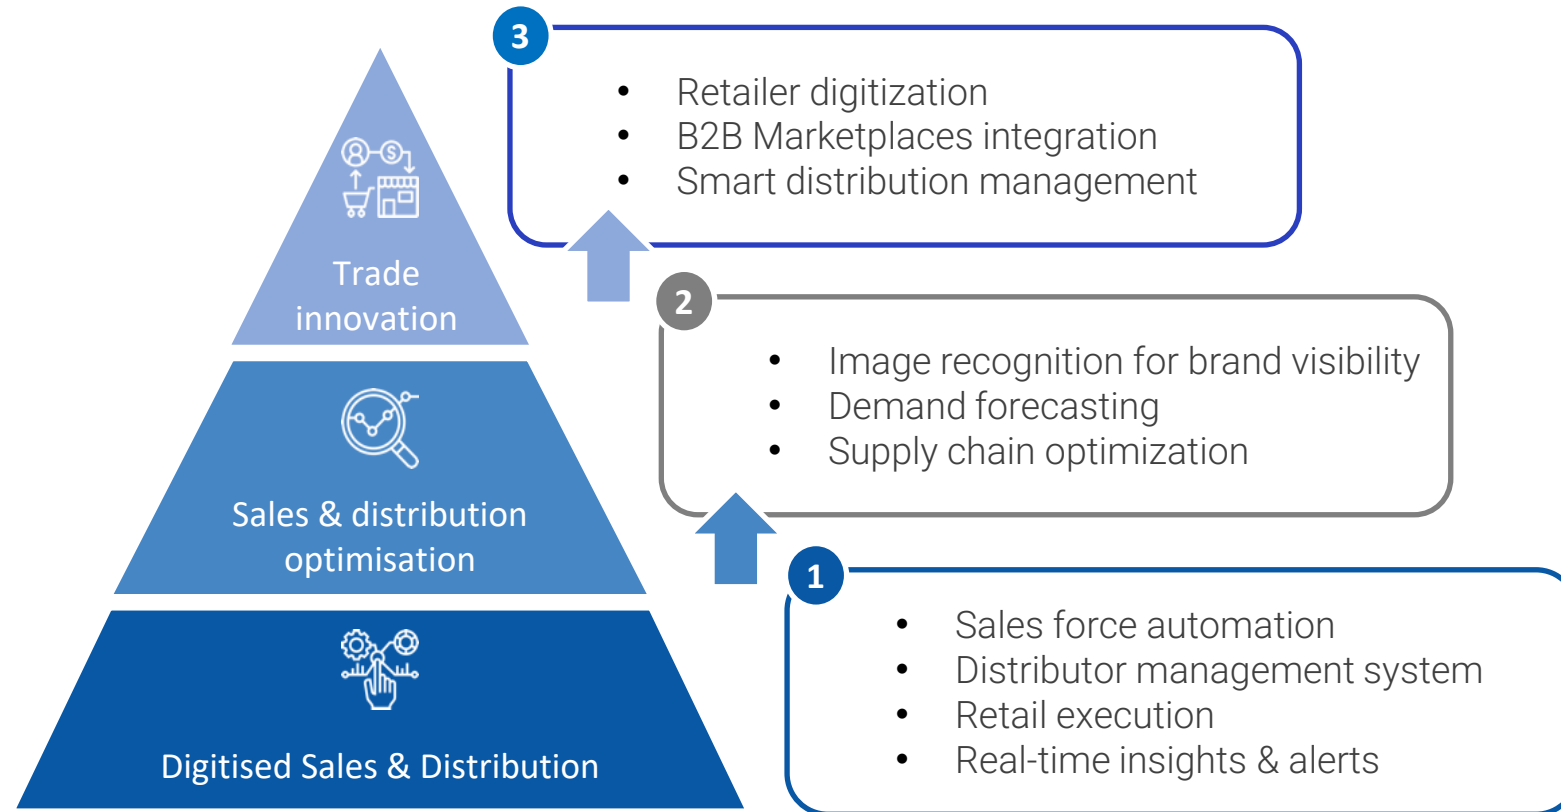 3
• Retailer digitization
• B2B Marketplaces integration
• Smart distribution management
Trade
innovation
2
• Image recognition for brand visibility
• Demand forecasting
• Supply chain optimization
Sales & distribution
optimisation
1
• Sales force automation
• Distributor management system
• Retail execution
• Real-time insights & alerts
Digitised Sales & Distribution